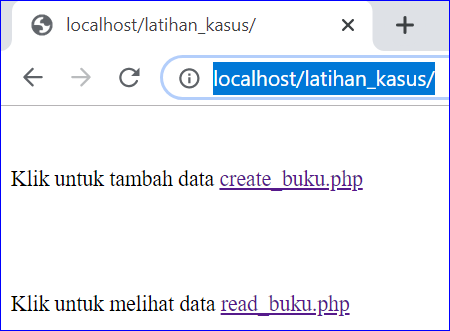 localhost/latihan_kasus/
localhost/latihan_kasus/
Klik untuk tambah data create_buku.php
Klik untuk melihat data read_buku.php